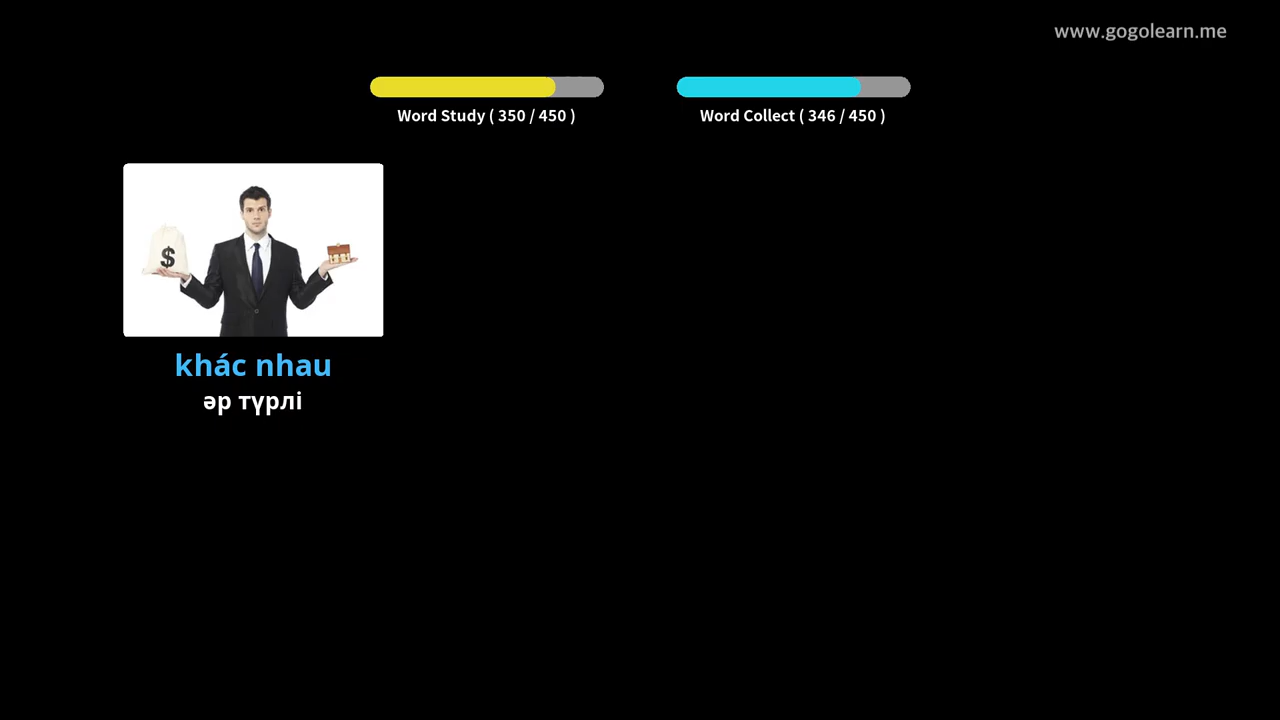 www.gogolearn.me
Word Study ( 350 / 450 )
Word Collect ( 346 / 450 )
$
khác nhau
әр түрлі